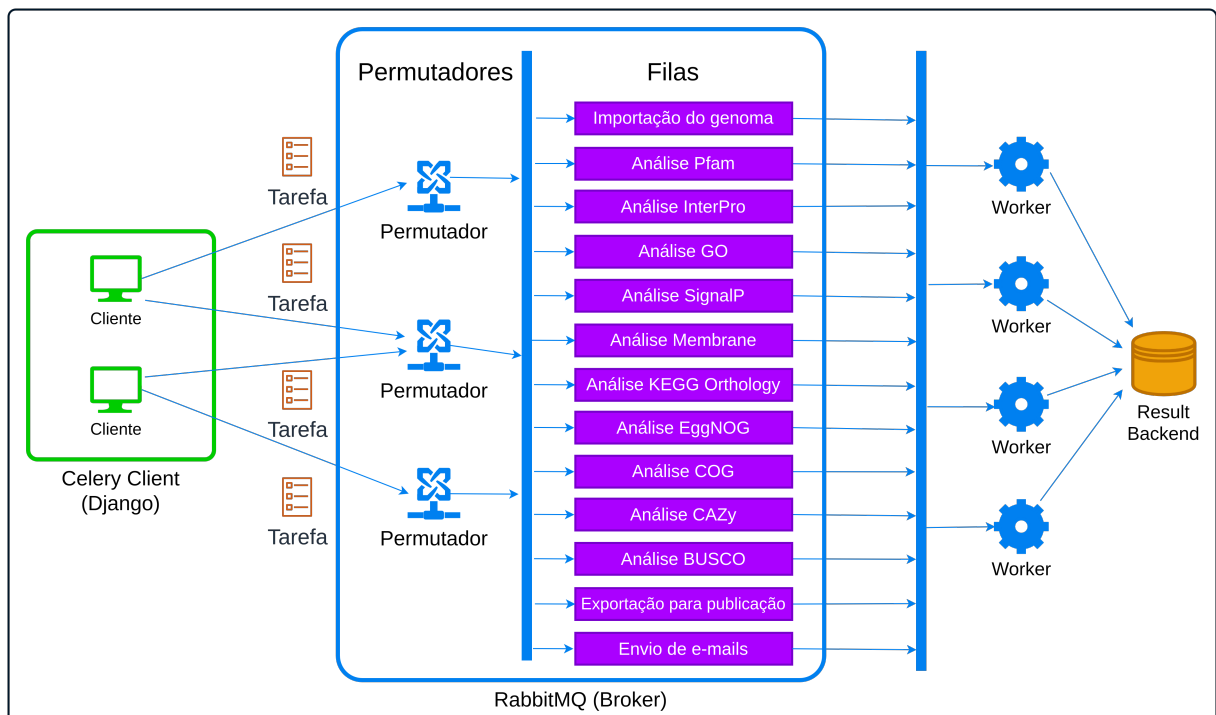 Permutadores
Filas
Tarefa
Tarefa
Tarefa
Tarefa
Cliente
Cliente
Celery Client
(Django)
Permutador
Permutador
Permutador
Importação do genoma
Análise Pfam
Análise InterPro
Análise GO
Análise SignalP
Análise Membrane
Análise KEGG Orthology
Análise EggNOG
Análise COG
Análise CAZy
Análise BUSCO
Exportação para publicação
Envio de e-mails
RabbitMQ (Broker)
Worker
Worker
Worker
Worker
Result
Backend